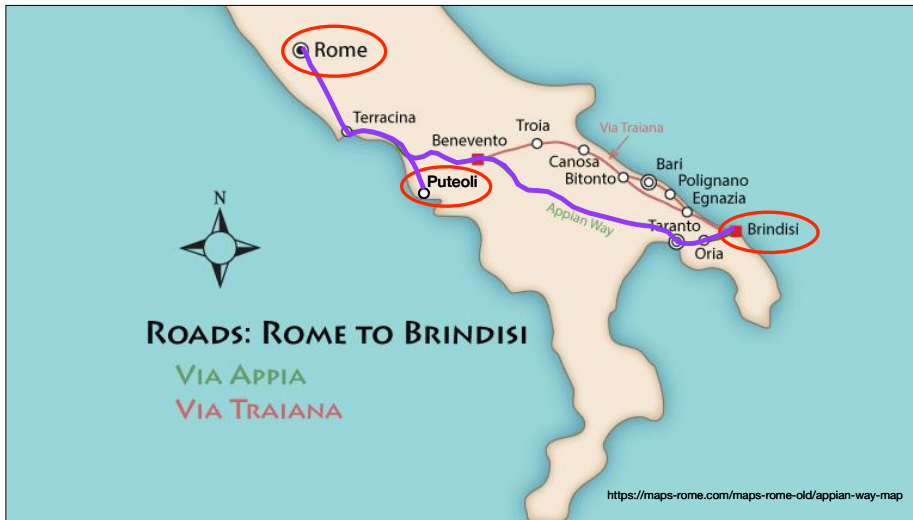 Rome
Terracina
Benevento
Troia
Via Traiana
Canosa
Bitonto
Bari
Polignano
Egnazia
Puteoli
N
Appian Way
Taranto
Brindisi
Oria
Roads: Rome to Brindisi
Via Appia
Via Traiana
https://maps-rome.com/maps-rome-old/appian-way-map